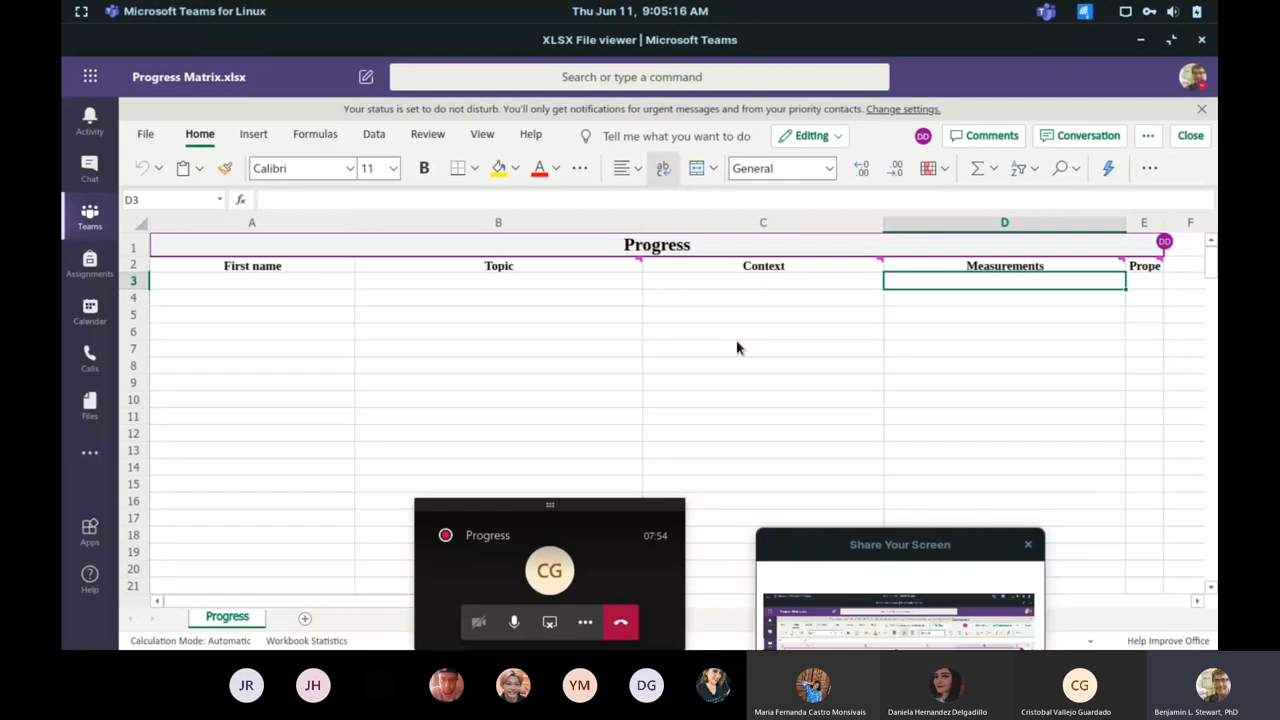 Microsoft Teams for Linux
Thu Jun 11, 9:05:16 AM
XLSX File viewer | Microsoft Teams
Progress Matrix.xlsx
Search or type a command
Your status is set to do not disturb. You'll only get notifications for urgent messages and from your priority contacts. Change settings.
Activity
Chat
Teams
Assignments
Calendar
Calls
Files
Apps
Help
File Home Insert Formulas Data Review View Help
Tell me what you want to do
Editing
DD
Comments
Conversation
Close
Calibri
11
B
A
ab
General
D3
fx
A B C D E F
1 Progress
DD
2 First name Topic Context Measurements Prope
3
4
5
6
7
8
9
10
11
12
13
14
15
16
17
18
19
20
21
Progress
07:54
CG
Share Your Screen
Progress
Calculation Mode: Automatic Workbook Statistics
Help Improve Office
JR
JH
YM
DG
CG
Maria Fernanda Castro Monsivais
Daniela Hernandez Delgadillo
Cristobal Vallejo Guardado
Benjamin L. Stewart, PhD